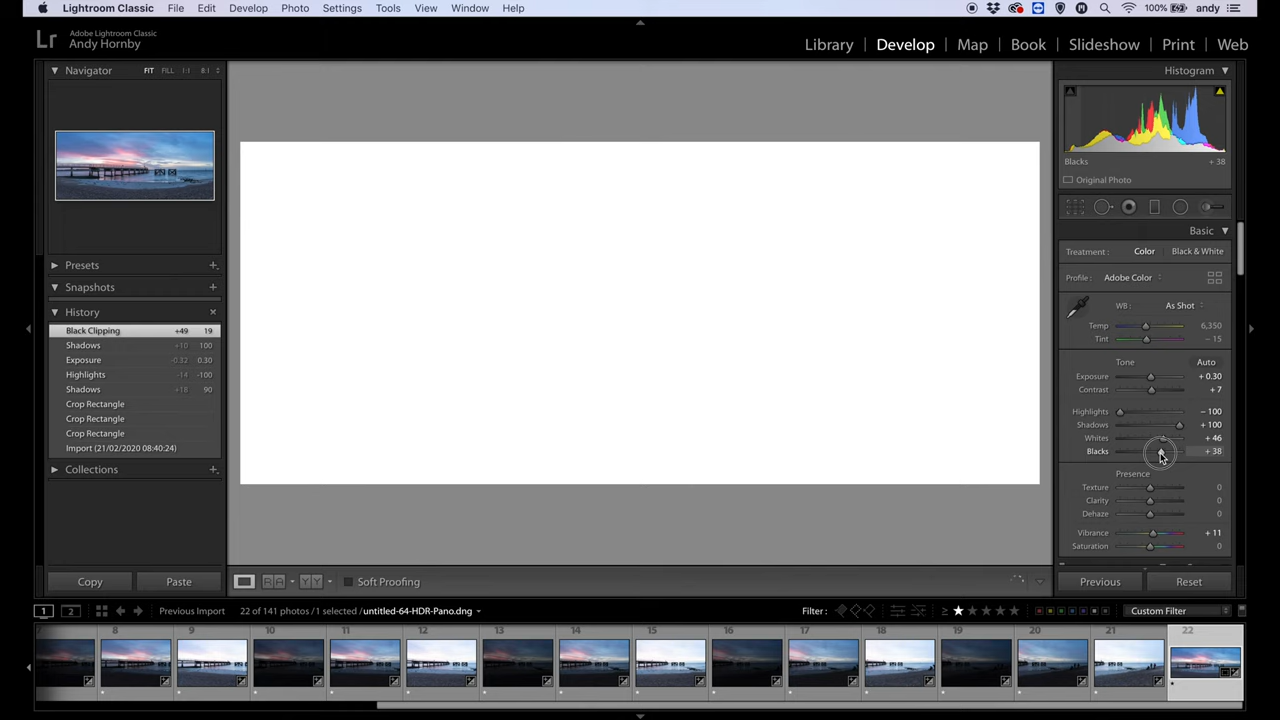 Lightroom Classic File Edit Develop Photo Settings Tools View Window Help 100% andy
Lr Adobe Lightroom Classic
Andy Hornby
Library | Develop | Map | Book | Slideshow | Print | Web
Navigator FIT FILL 1:1 8:1
Histogram
Blacks + 38
Original Photo
Presets +
Snapshots +
History ×
Black Clipping +49 19
Shadows +10 100
Exposure -0.33 0.30
Highlights -14 -100
Shadows +18 90
Crop Rectangle
Crop Rectangle
Crop Rectangle
Import (21/02/2020 08:40:24)
Collections +
Basic
Treatment : Color Black & White
Profile : Adobe Color
WB : As Shot
Temp 6,350
Tint - 15
Tone Auto
Exposure + 0.30
Contrast + 7
Highlights - 100
Shadows + 100
Whites + 46
Blacks + 38
Presence
Texture 0
Clarity 0
Dehaze 0
Vibrance + 11
Saturation 0
Copy Paste
RA YY Soft Proofing
Previous Reset
1 2 Previous Import 22 of 141 photos / 1 selected / untitled-64-HDR-Pano.dng Filter : ≥ Custom Filter
7 8 9 10 11 12 13 14 15 16 17 18 19 20 21 22